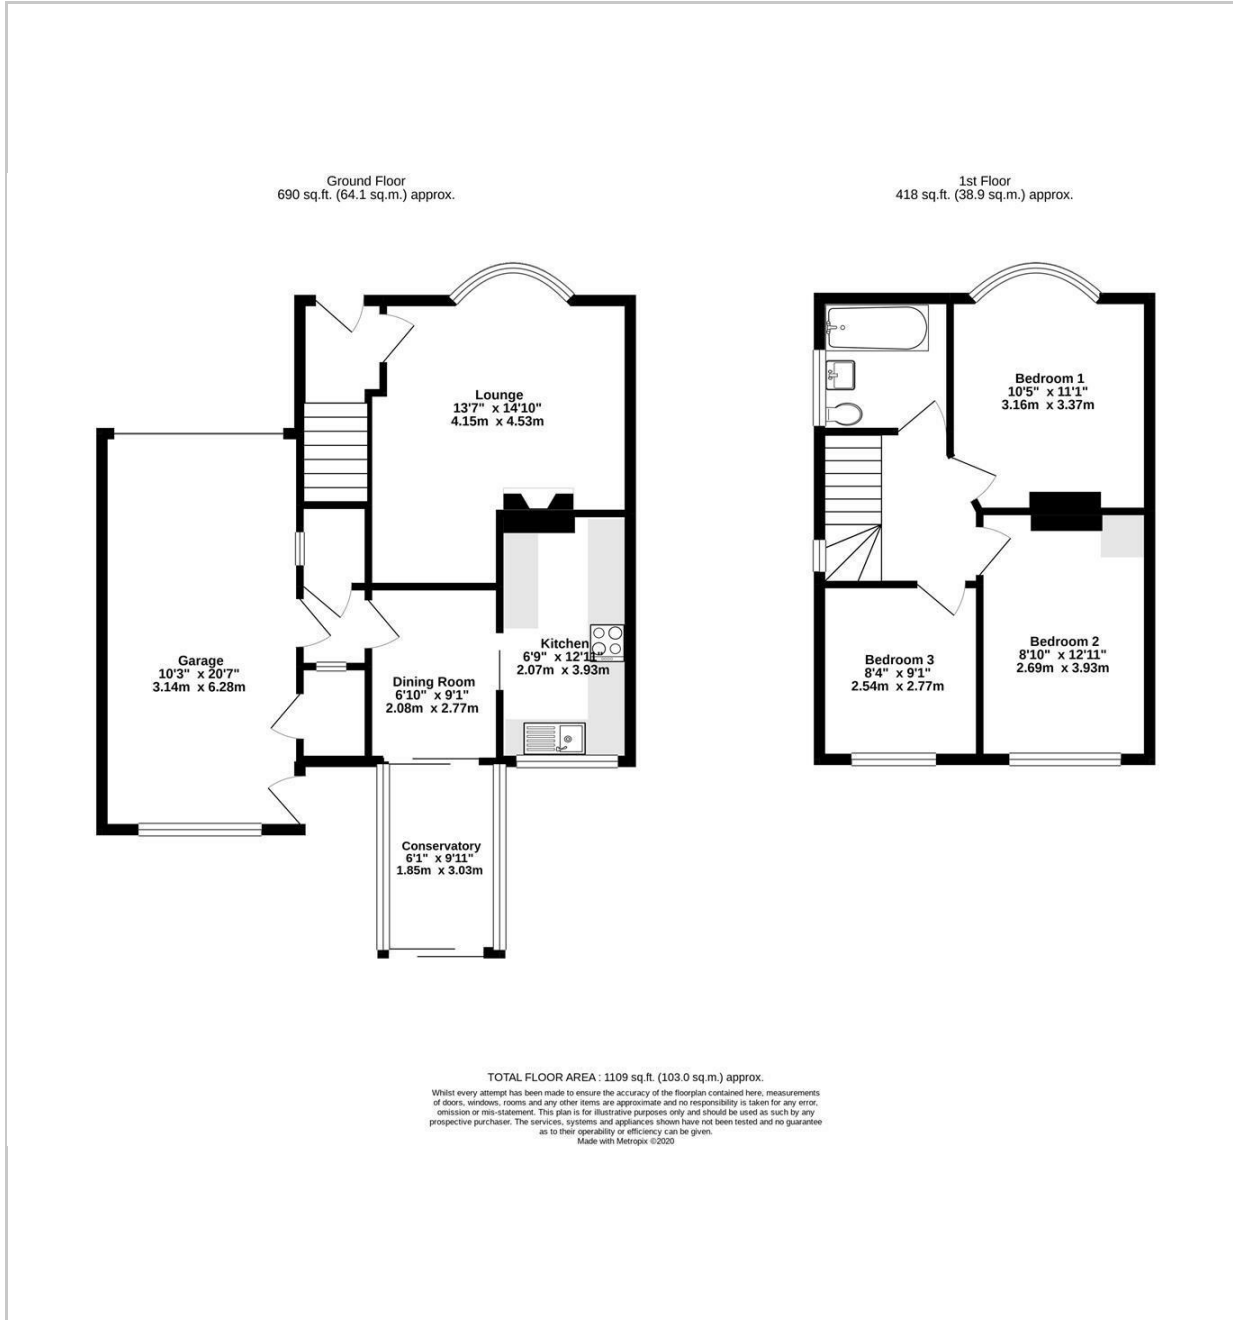 Ground Floor
690 sq.ft. (64.1 sq.m.) approx.
1st Floor
418 sq.ft. (38.9 sq.m.) approx.
Lounge
13'7" x 14'10"
4.15m x 4.53m
Bedroom 1
10'5" x 11'1"
3.16m x 3.37m
Garage
10'3" x 20'7"
3.14m x 6.28m
Dining Room
6'10" x 9'1"
2.08m x 2.77m
Kitchen
6'9" x 12'11"
2.07m x 3.93m
Bedroom 3
8'4" x 9'1"
2.54m x 2.77m
Bedroom 2
8'10" x 12'11"
2.69m x 3.93m
Conservatory
6'1" x 9'11"
1.85m x 3.03m
TOTAL FLOOR AREA : 1109 sq.ft. (103.0 sq.m.) approx.
Whilst every attempt has been made to ensure the accuracy of the floorplan contained here, measurements
of doors, windows, rooms and any other items are approximate and no responsibility is taken for any error,
omission or mis-statement. This plan is for illustrative purposes only and should be used as such by any
prospective purchaser. The services, systems and appliances shown have not been tested and no guarantee
as to their operability or efficiency can be given.
Made with Metropix ©2020